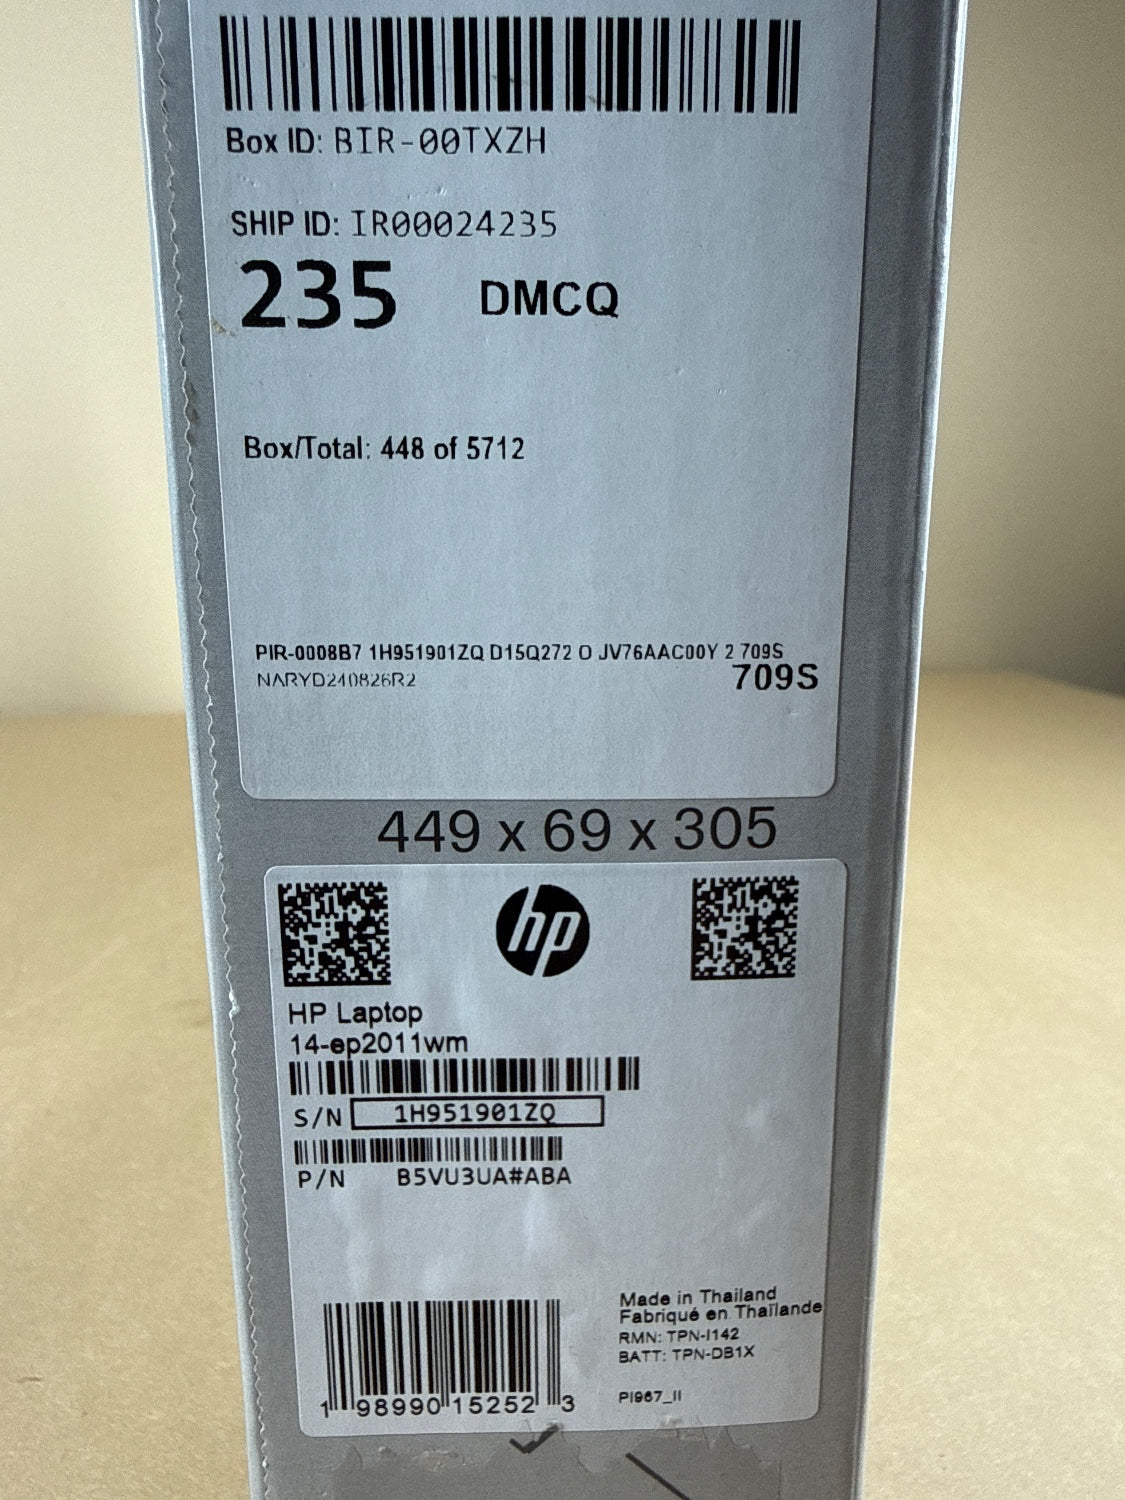 Box ID: BIR-00TXZH
SHIP ID: IR00024235
235 DMCQ
Box/Total: 448 of 5712
PIR-0008B7 1H951901ZQ D15Q272 O JV76AAC00Y 2 709S
NARYD240826R2 709S
449 x 69 x 305
hp
HP Laptop
14-ep2011wm
S/N 1H951901ZQ
P/N B5VU3UA#ABA
Made in Thailand
Fabriqué en Thaïlande
RMN: TPN-I142
BATT: TPN-DB1X
PI967_II
1 98990 15252 3